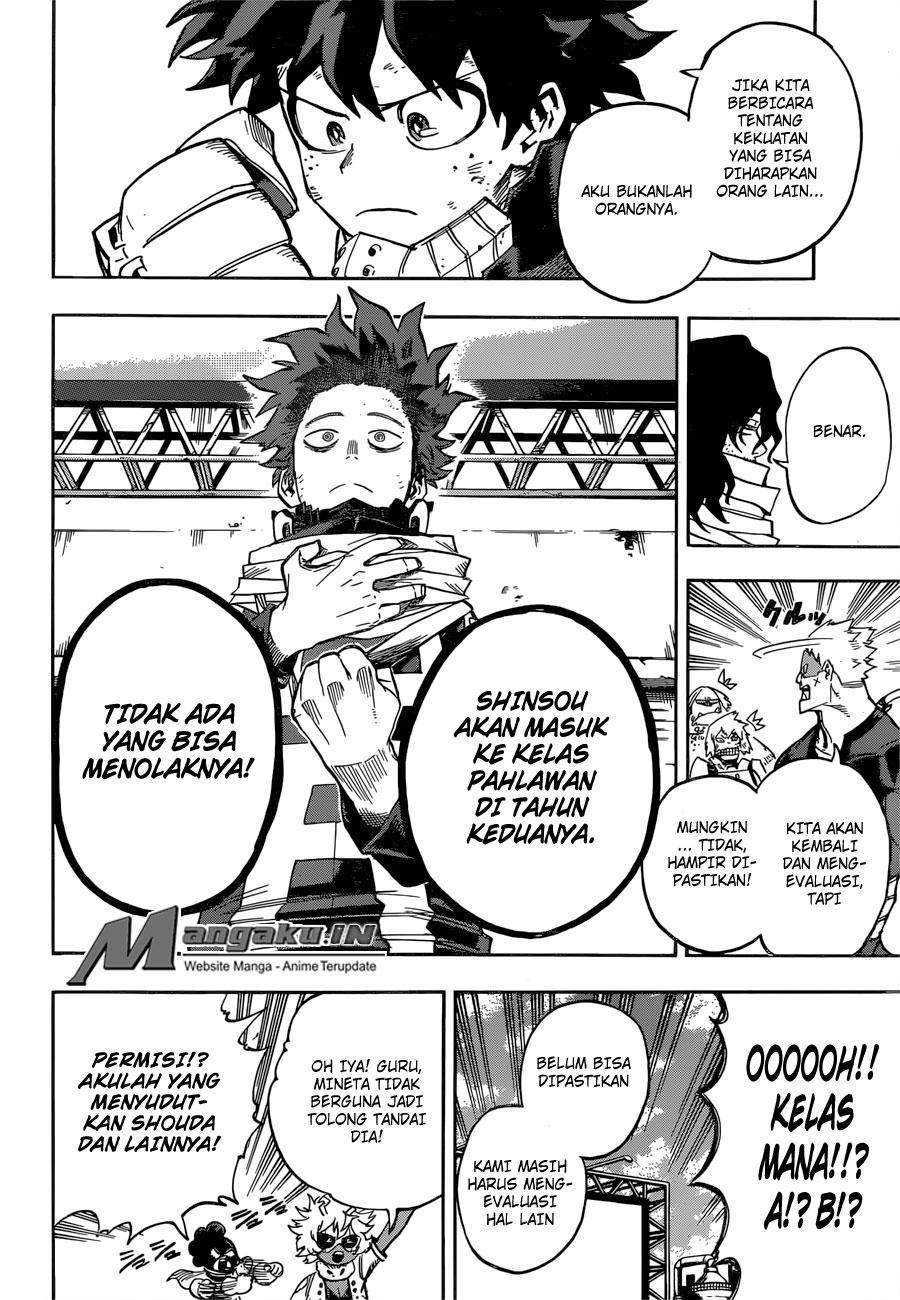 JIKA KITA
BERBICARA
TENTANG
KEKUATAN
YANG BISA
DIHARAPKAN
ORANG LAIN...
AKU BUKANLAH
ORANGNYA.
BENAR.
クルッ
KITA AKAN
KEMBALI
DAN MENG-
EVALUASI,
TAPI
MUNGKIN
... TIDAK,
HAMPIR DI-
PASTIKAN!
SHINSOU
AKAN MASUK
KE KELAS
PAHLAWAN
DI TAHUN
KEDUANYA.
TIDAK ADA
YANG BISA
MENOLAKNYA!
Mangaku.IN
Website Manga - Anime Terupdate
OOOOOH!!
KELAS
MANA!!?
A!? B!?
BELUM BISA
DIPASTIKAN
KAMI MASIH
HARUS MENG-
EVALUASI
HAL LAIN
OH IYA! GURU,
MINETA TIDAK
BERGUNA JADI
TOLONG TANDAI
DIA!
PERMISI!?
AKULAH YANG
MENYUDUT-
KAN SHOUDA
DAN LAINNYA!